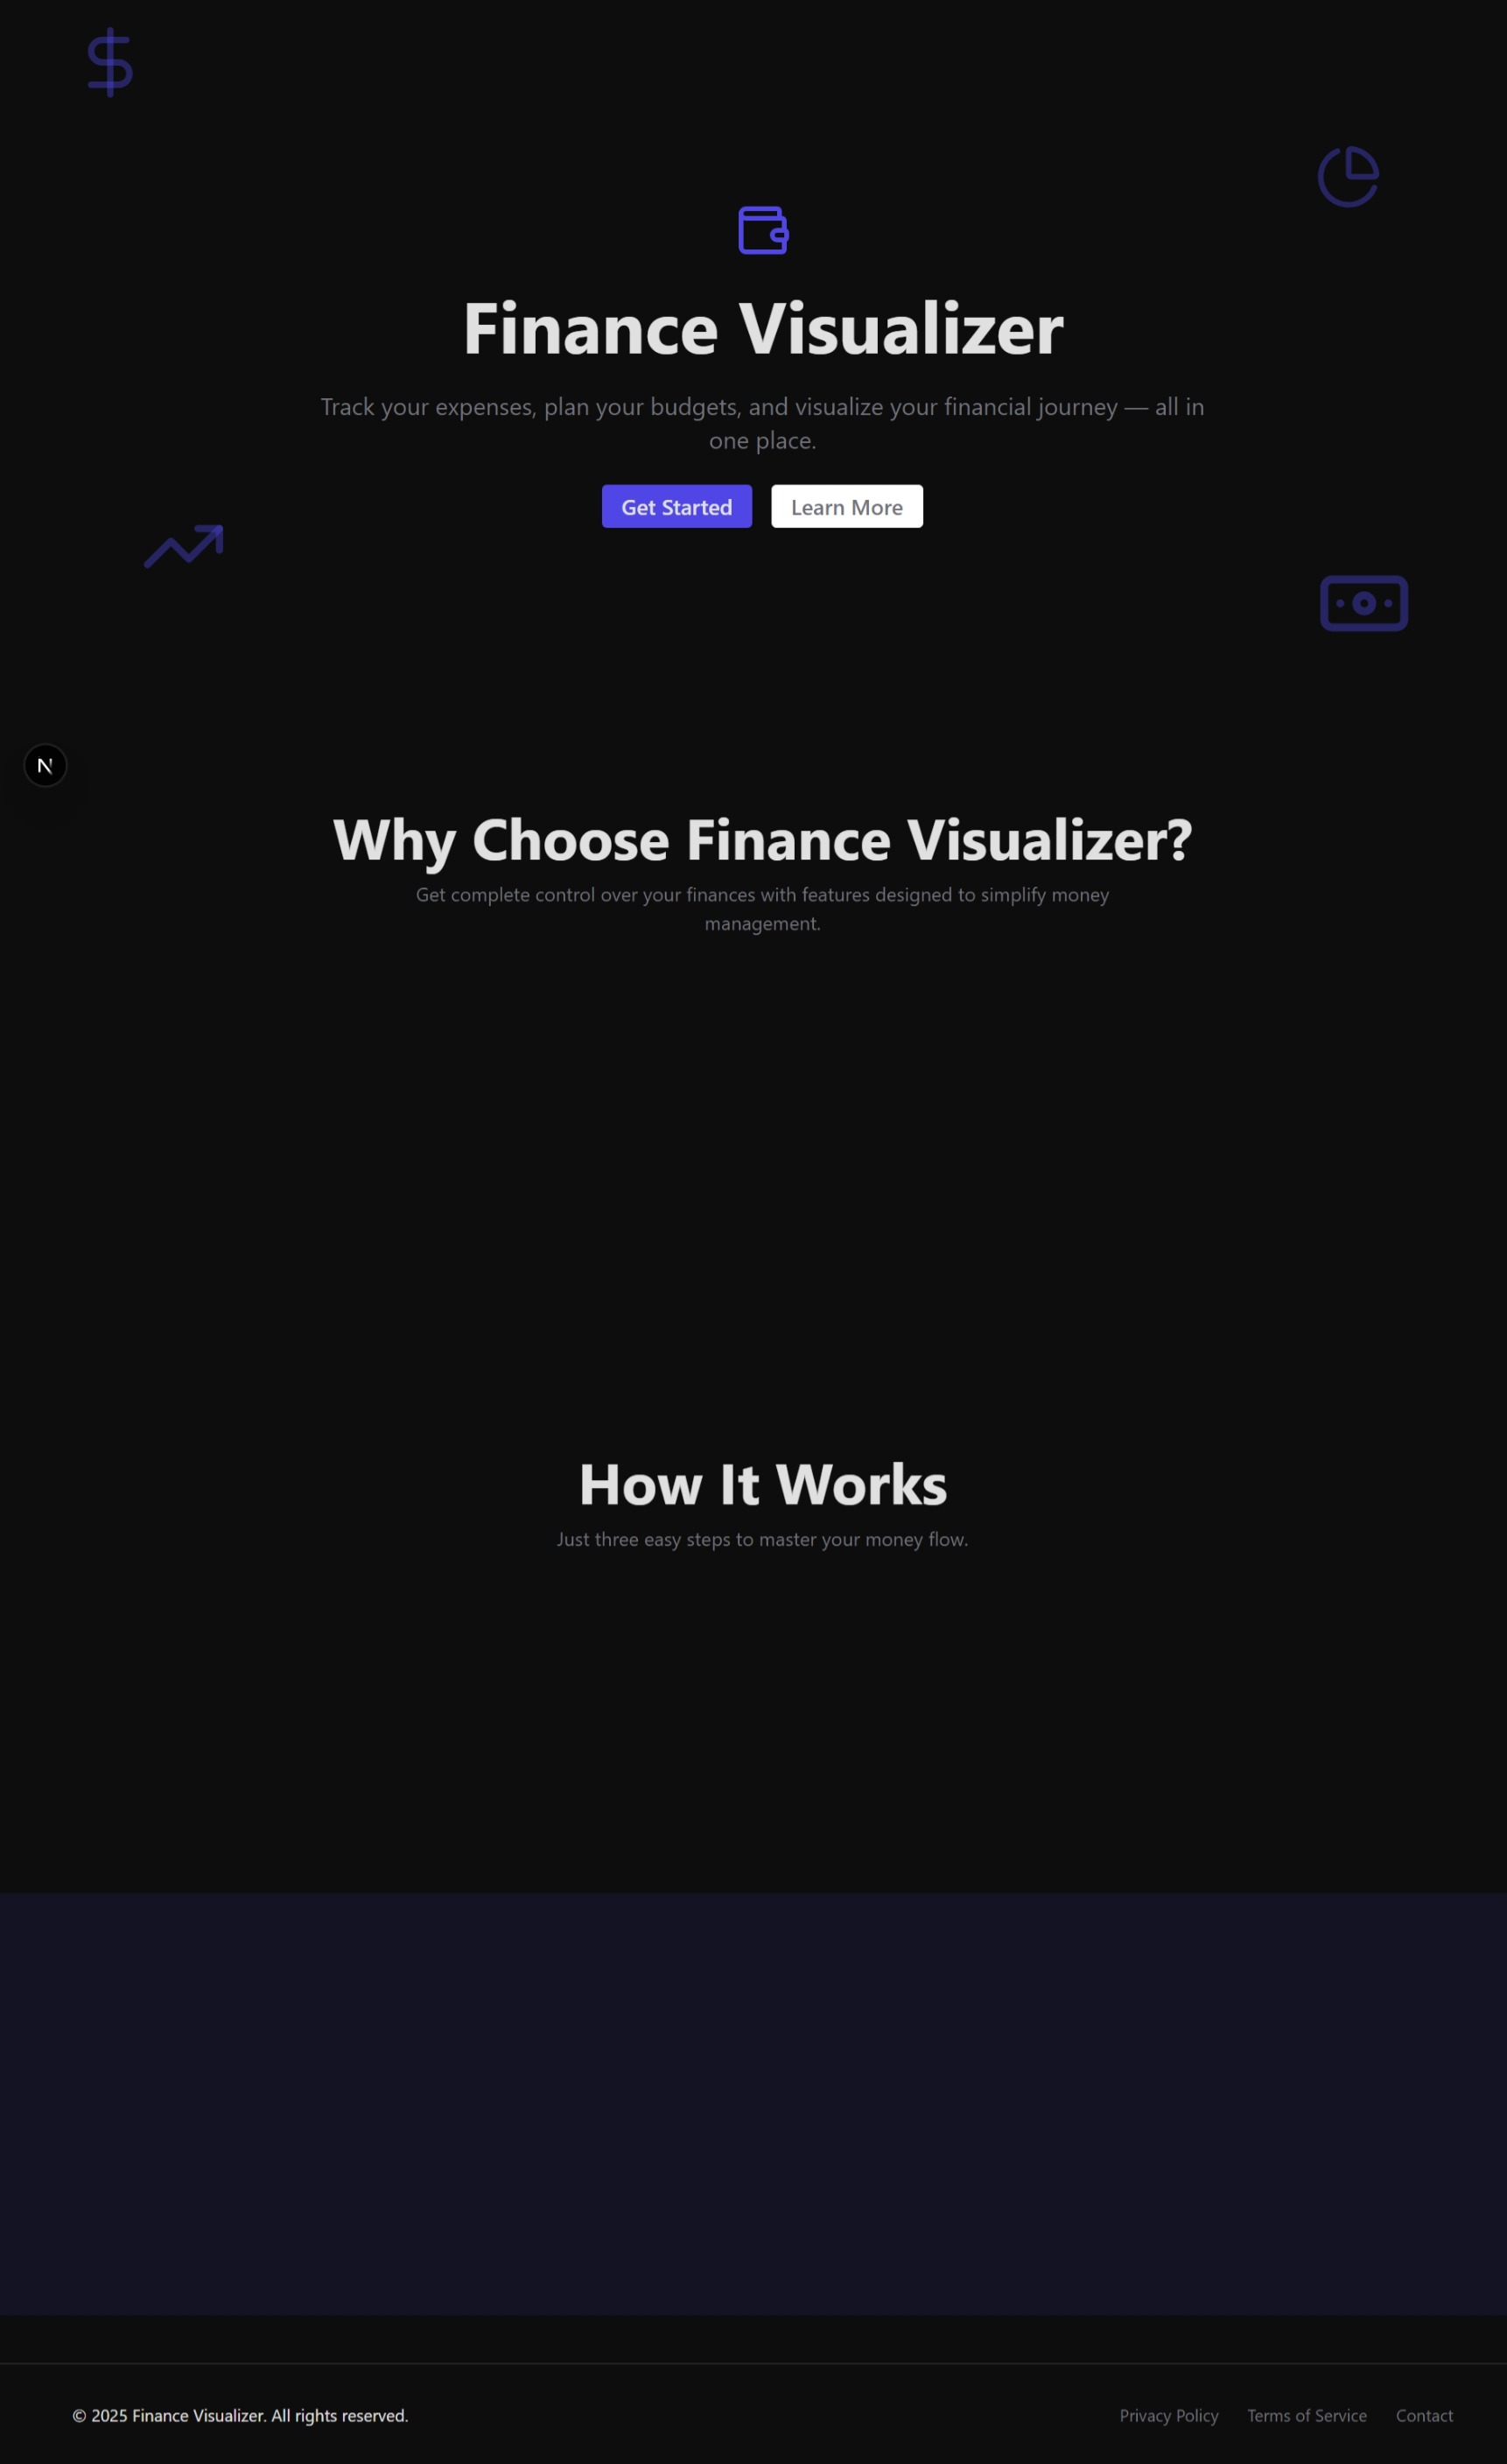 Finance Visualizer
Track your expenses, plan your budgets, and visualize your financial journey — all in
one place.
Get Started
Learn More
N
Why Choose Finance Visualizer?
Get complete control over your finances with features designed to simplify money
management.
How It Works
Just three easy steps to master your money flow.
© 2025 Finance Visualizer. All rights reserved.
Privacy Policy
Terms of Service
Contact